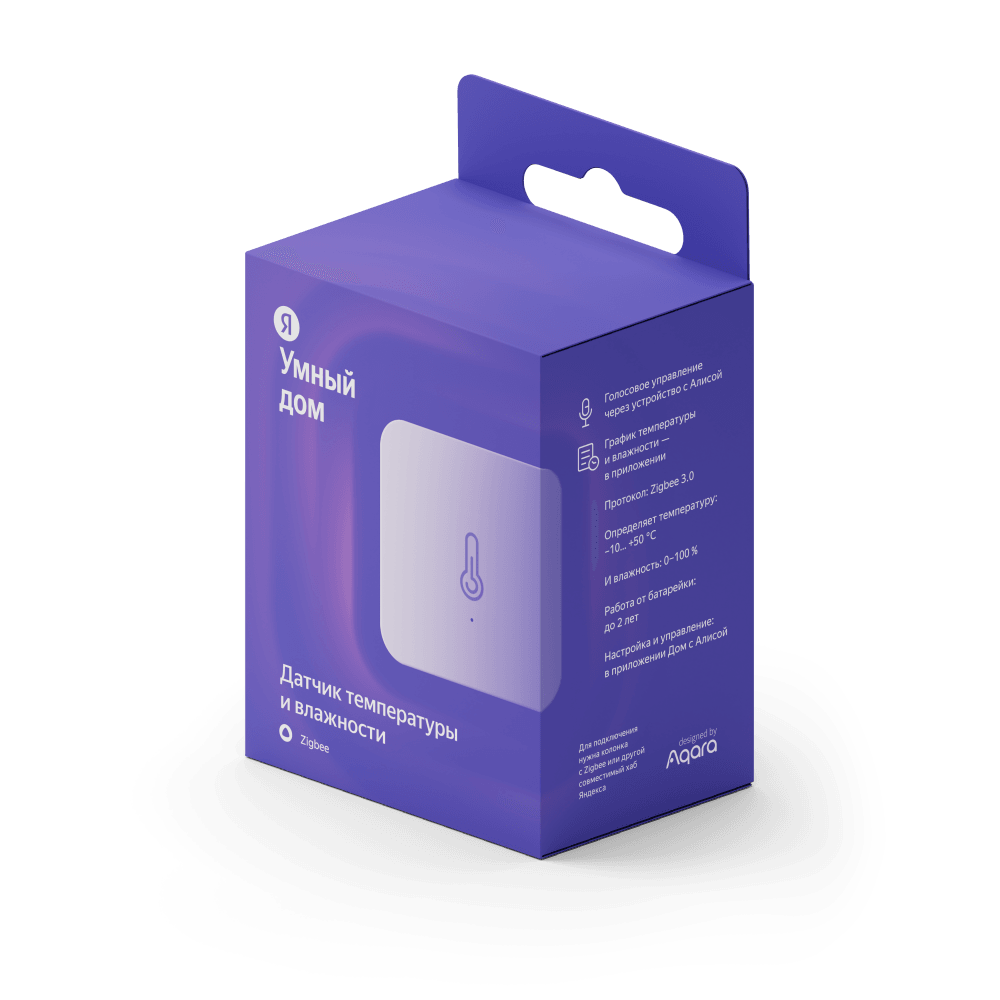 Я
Умный
дом
Датчик температуры
и влажности
Zigbee
Голосовое управление
через устройство с Алисой
График температуры
и влажности —
в приложении
Протокол: Zigbee 3.0
Определяет температуру:
−10... +50 °C
И влажность: 0−100 %
Работа от батарейки:
до 2 лет
Настройка и управление:
в приложении Дом с Алисой
Для подключения
нужна колонка
с Zigbee или другой
совместимый хаб
Яндекса
designed by
Aqara